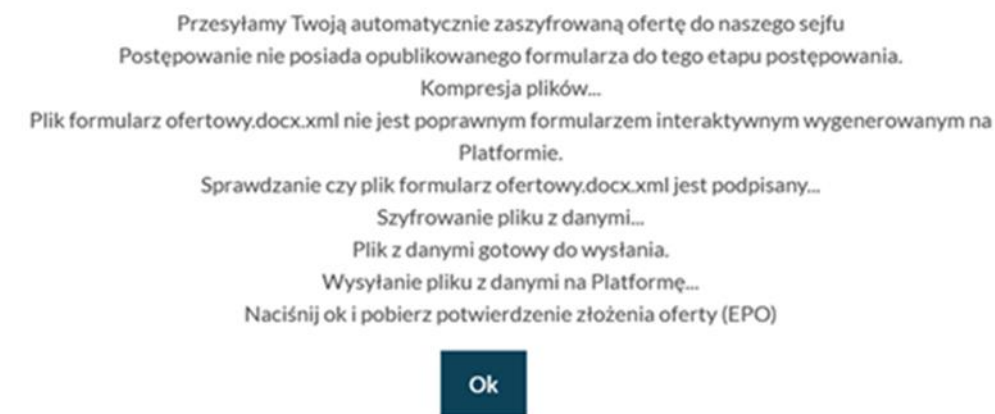 Przesyłamy Twoją automatycznie zaszyfrowaną ofertę do naszego sejfu
Postępowanie nie posiada opublikowanego formularza do tego etapu postępowania.
Kompresja plików...
Plik formularz ofertowy.docx.xml nie jest poprawnym formularzem interaktywnym wygenerowanym na
Platformie.
Sprawdzanie czy plik formularz ofertowy.docx.xml jest podpisany...
Szyfrowanie pliku z danymi...
Plik z danymi gotowy do wysłania.
Wysyłanie pliku z danymi na Platformę...
Naciśnij ok i pobierz potwierdzenie złożenia oferty (EPO)
Ok